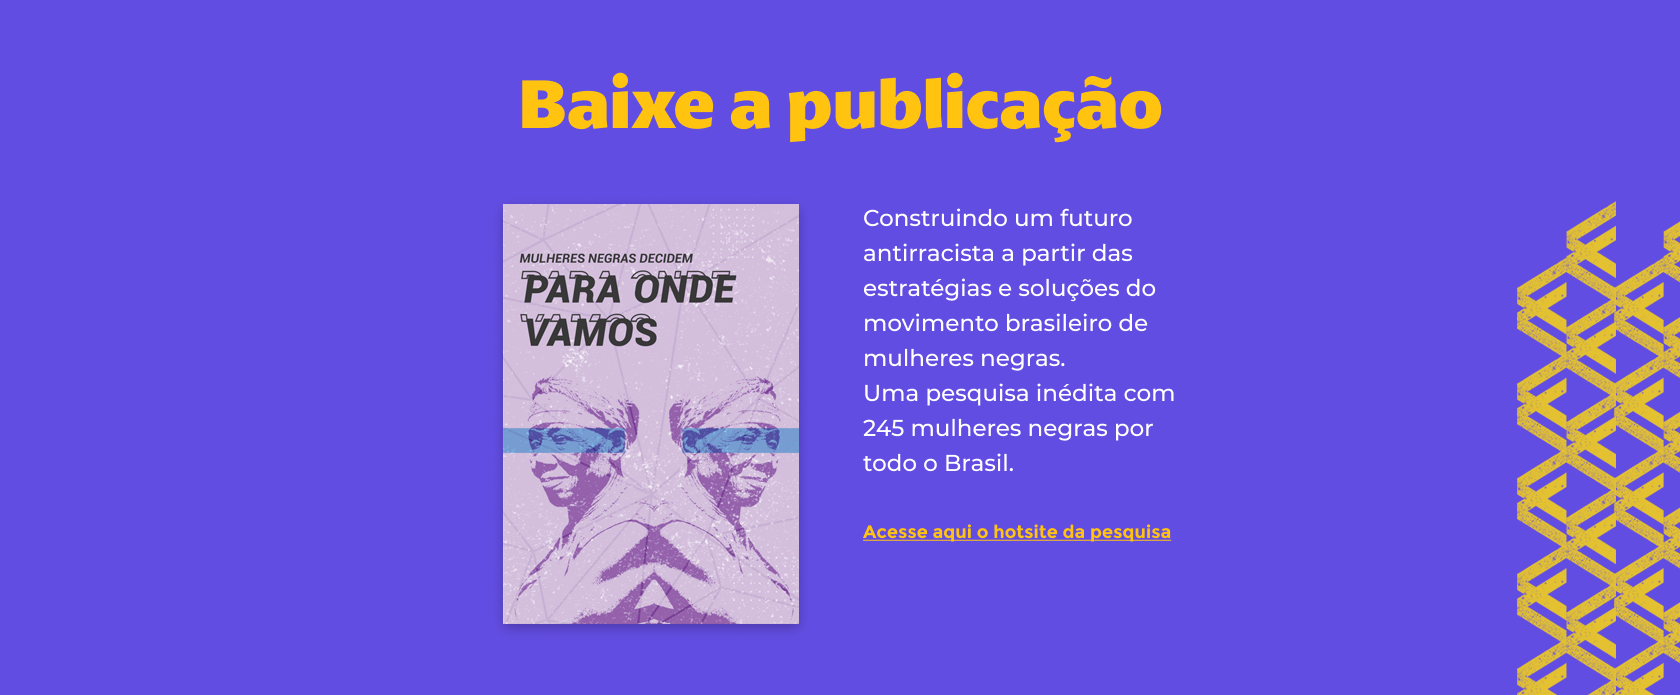 Baixe a publicação
MULHERES NEGRAS DECIDEM
PARA ONDE
VAMOS
Construindo um futuro
antirracista a partir das
estratégias e soluções do
movimento brasileiro de
mulheres negras.
Uma pesquisa inédita com
245 mulheres negras por
todo o Brasil.
Acesse aqui o hotsite da pesquisa